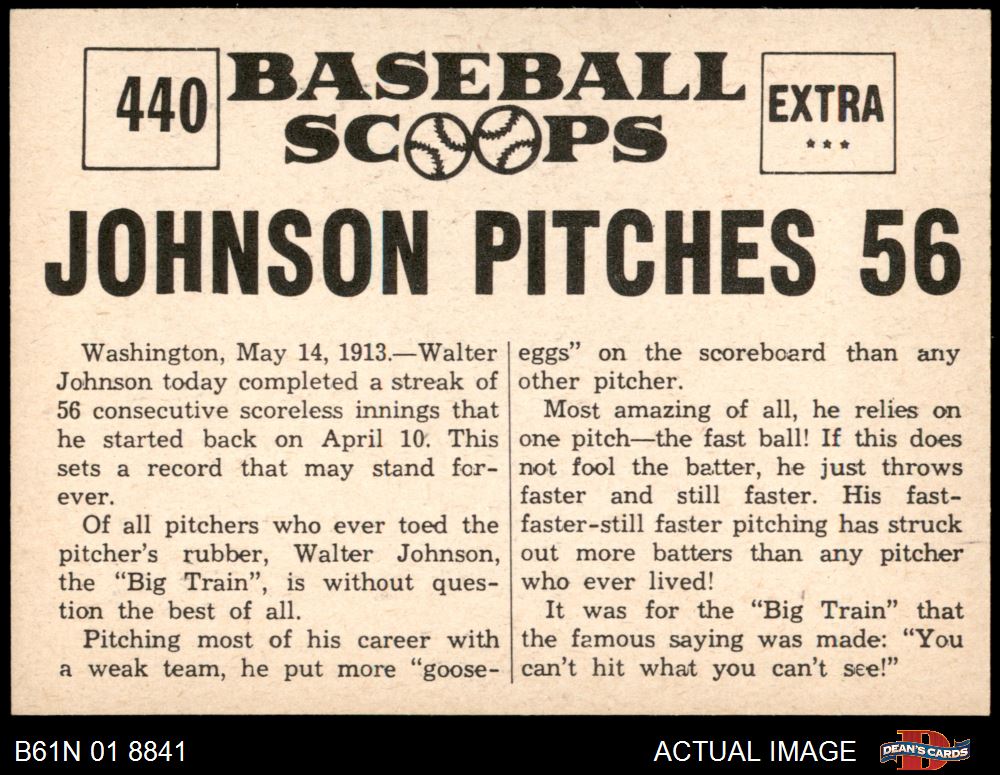 440
BASEBALL
SCOOPS
EXTRA
***
JOHNSON PITCHES 56
Washington, May 14, 1913.—Walter
Johnson today completed a streak of
56 consecutive scoreless innings that
he started back on April 10. This
sets a record that may stand for-
ever.
Of all pitchers who ever toed the
pitcher's rubber, Walter Johnson,
the "Big Train", is without ques-
tion the best of all.
Pitching most of his career with
a weak team, he put more "goose-
eggs" on the scoreboard than any
other pitcher.
Most amazing of all, he relies on
one pitch—the fast ball! If this does
not fool the batter, he just throws
faster and still faster. His fast-
faster-still faster pitching has struck
out more batters than any pitcher
who ever lived!
It was for the "Big Train" that
the famous saying was made: "You
can't hit what you can't see!"
B61N 01 8841
ACTUAL IMAGE
D
DEAN'S CARDS